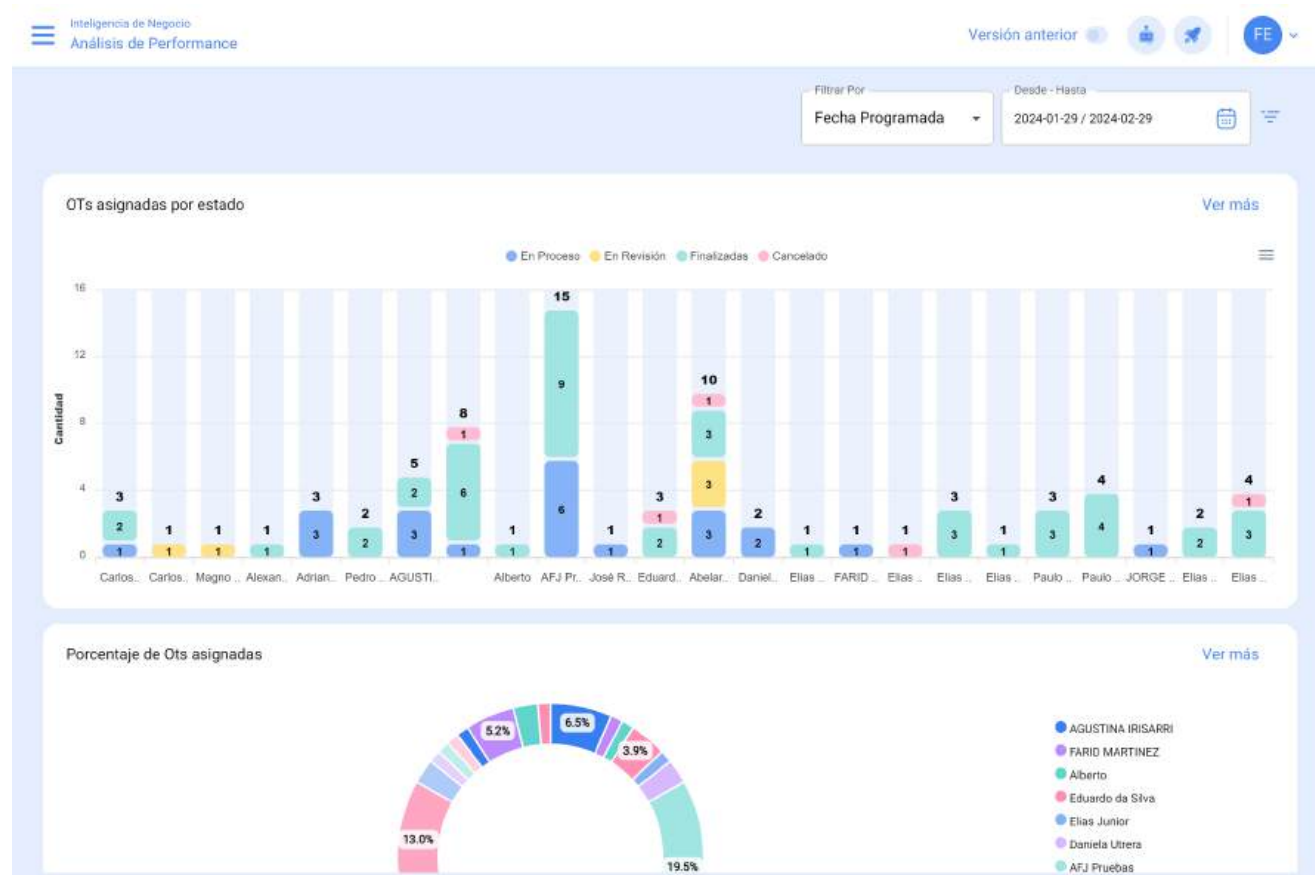 Inteligencia de Negocio
Análisis de Performance
Versión anterior
FE
Filtrar Por
Fecha Programada
Desde - Hasta
2024-01-29 / 2024-02-29
OTs asignadas por estado
Ver más
En Proceso En Revisión Finalizadas Cancelado
16
12
8
4
0
Cantidad
3 1 1 1 3 2 5 8 1 15 1 3 10 2 1 1 1 3 1 3 4 1 2 4
2 1 1 1 3 2 2 1 1 9 1 1 1 2 1 1 1 3 1 3 4 1 2 1
1 3 6 6 2 3 3
1 3
3
Carlos.. Carlos.. Magno .. Alexan.. Adrian.. Pedro .. AGUSTI.. Alberto AFJ Pr.. José R.. Eduard.. Abelar.. Daniel.. Elias .. FARID .. Elias .. Elias .. Elias .. Paulo .. Paulo .. JORGE .. Elias .. Elias ..
Porcentaje de Ots asignadas
Ver más
5.2%
6.5%
3.9%
13.0%
19.5%
AGUSTINA IRISARRI
FARID MARTINEZ
Alberto
Eduardo da Silva
Elias Junior
Daniela Utrera
AFJ Pruebas